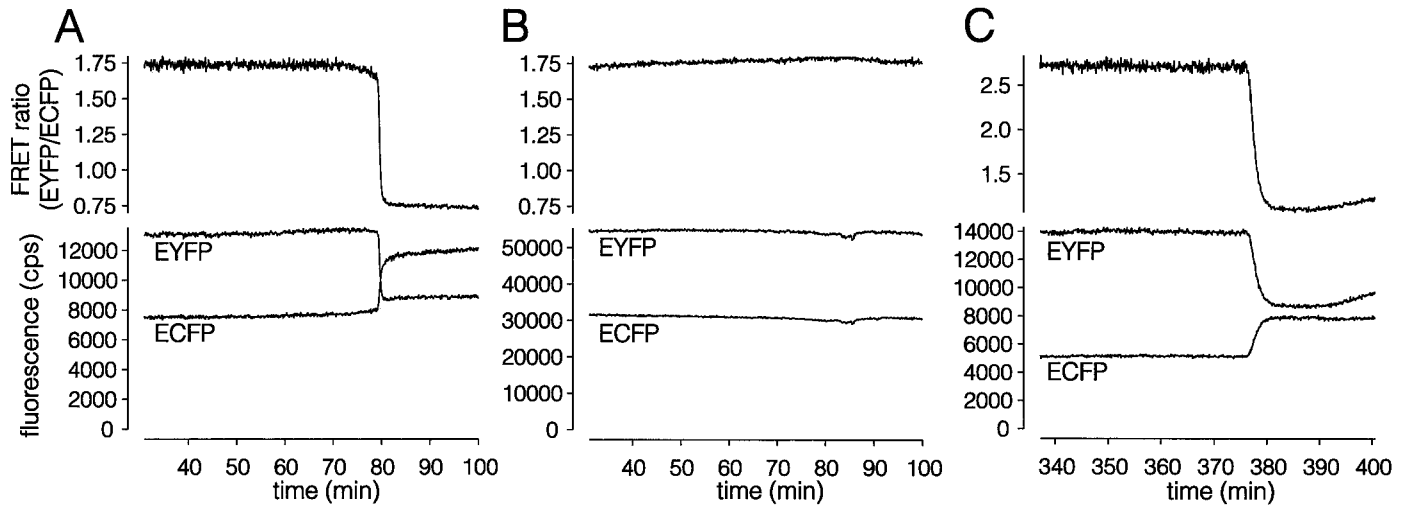 A
FRET ratio
(EYFP/ECFP)
1.75
1.50
1.25
1.00
0.75
fluorescence (cps)
12000
10000
8000
6000
4000
2000
0
EYFP
ECFP
40 50 60 70 80 90 100
time (min)
B
1.75
1.50
1.25
1.00
0.75
50000
40000
30000
20000
10000
0
EYFP
ECFP
40 50 60 70 80 90 100
time (min)
C
2.5
2.0
1.5
14000
12000
10000
8000
6000
4000
2000
0
EYFP
ECFP
340 350 360 370 380 390 400
time (min)